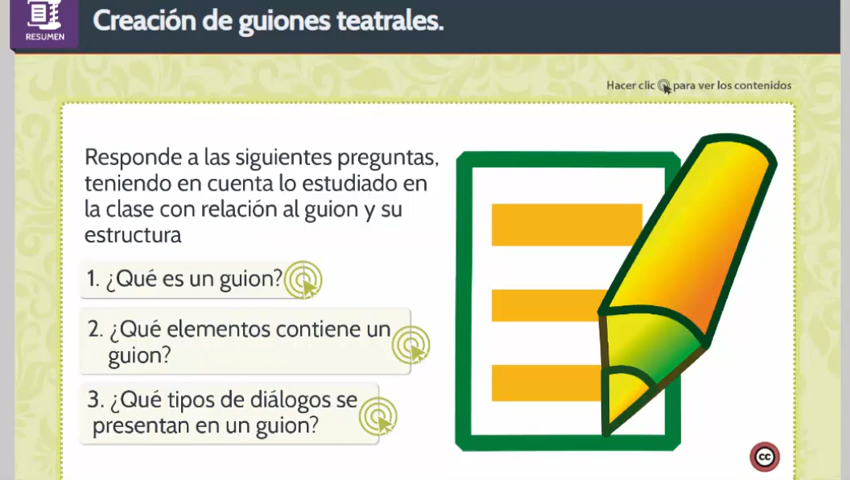 RESUMEN
Creación de guiones teatrales.
Hacer clic para ver los contenidos
Responde a las siguientes preguntas,
teniendo en cuenta lo estudiado en
la clase con relación al guion y su
estructura
1. ¿Qué es un guion?
2. ¿Qué elementos contiene un
guion?
3. ¿Qué tipos de diálogos se
presentan en un guion?
cc